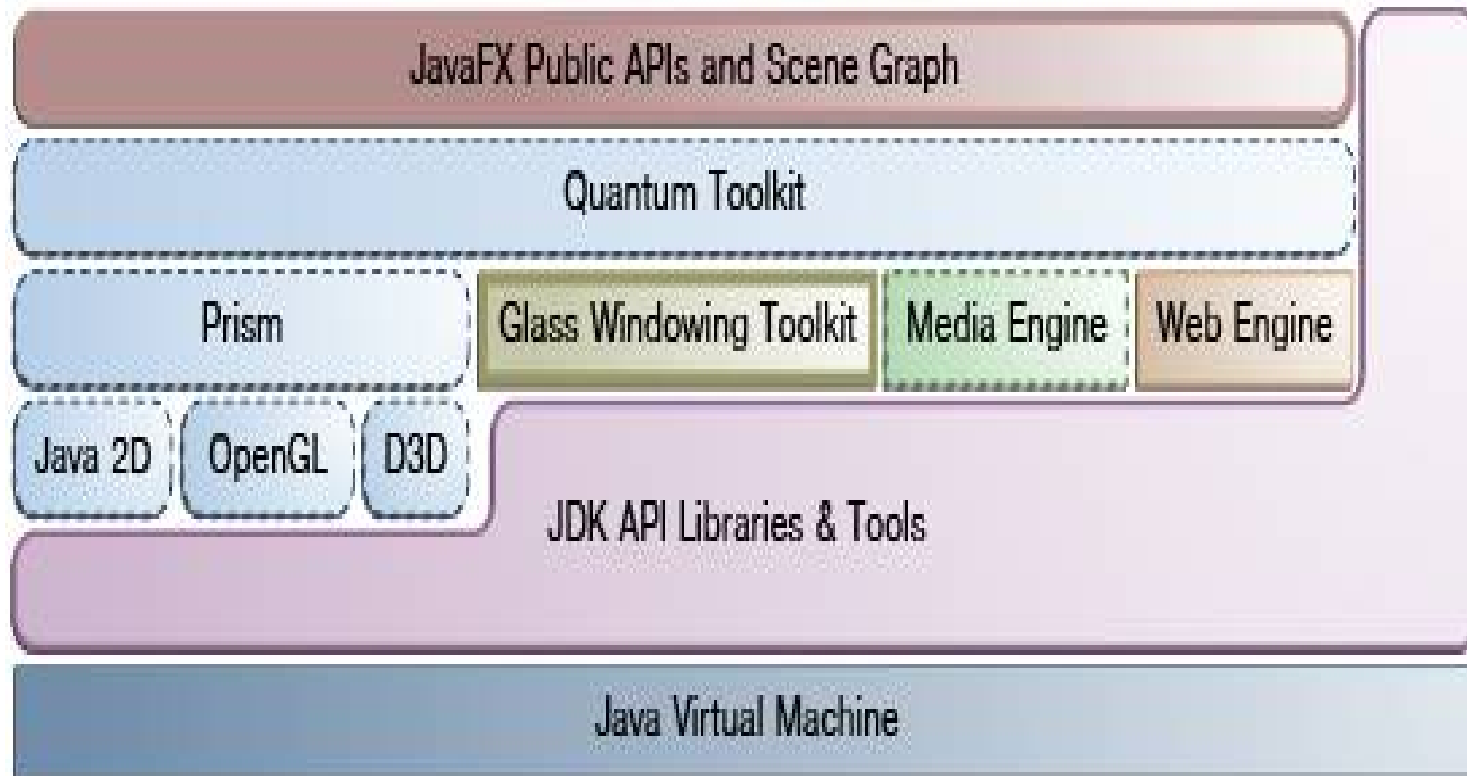 JavaFX Public APIs and Scene Graph
Quantum Toolkit
Prism
Glass Windowing Toolkit
Media Engine
Web Engine
Java 2D
OpenGL
D3D
JDK API Libraries & Tools
Java Virtual Machine